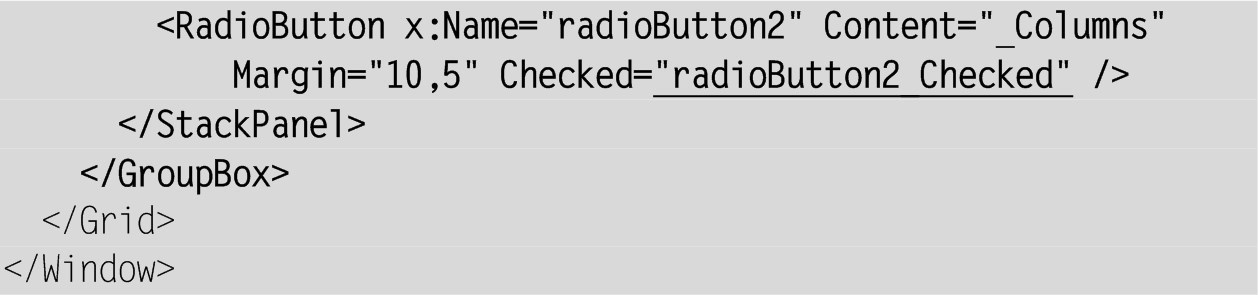 <RadioButton x:Name="radioButton2" Content="_Columns"
Margin="10,5" Checked="radioButton2_Checked" />
</StackPanel>
</GroupBox>
</Grid>
</Window>